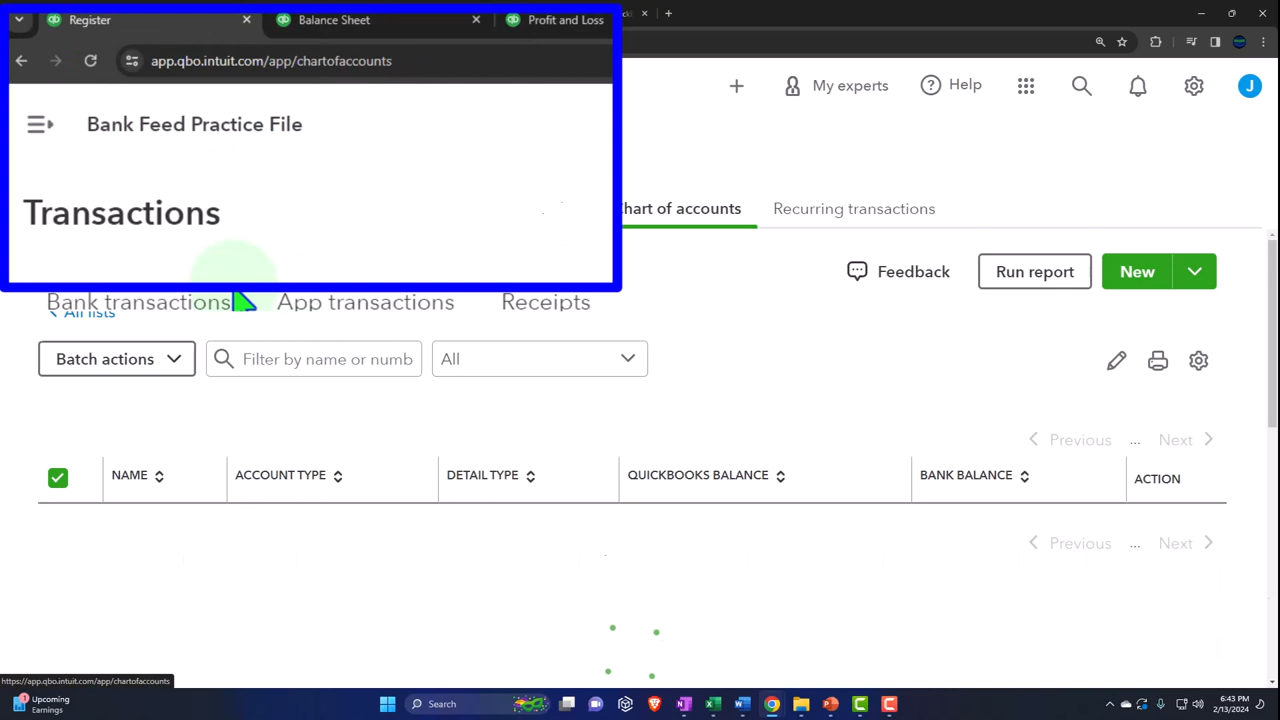 Register
Balance Sheet
Profit and Loss
app.qbo.intuit.com/app/chartofaccounts
Bank Feed Practice File
My experts
Help
J
Transactions
Chart of accounts
Recurring transactions
Feedback
Run report
New
Bank transactions
App transactions
Receipts
All lists
Batch actions
Filter by name or numb
All
Previous
...
Next
NAME
ACCOUNT TYPE
DETAIL TYPE
QUICKBOOKS BALANCE
BANK BALANCE
ACTION
Previous
...
Next
https://app.qbo.intuit.com/app/chartofaccounts
1
Upcoming
Earnings
Search
6:43 PM
2/13/2024